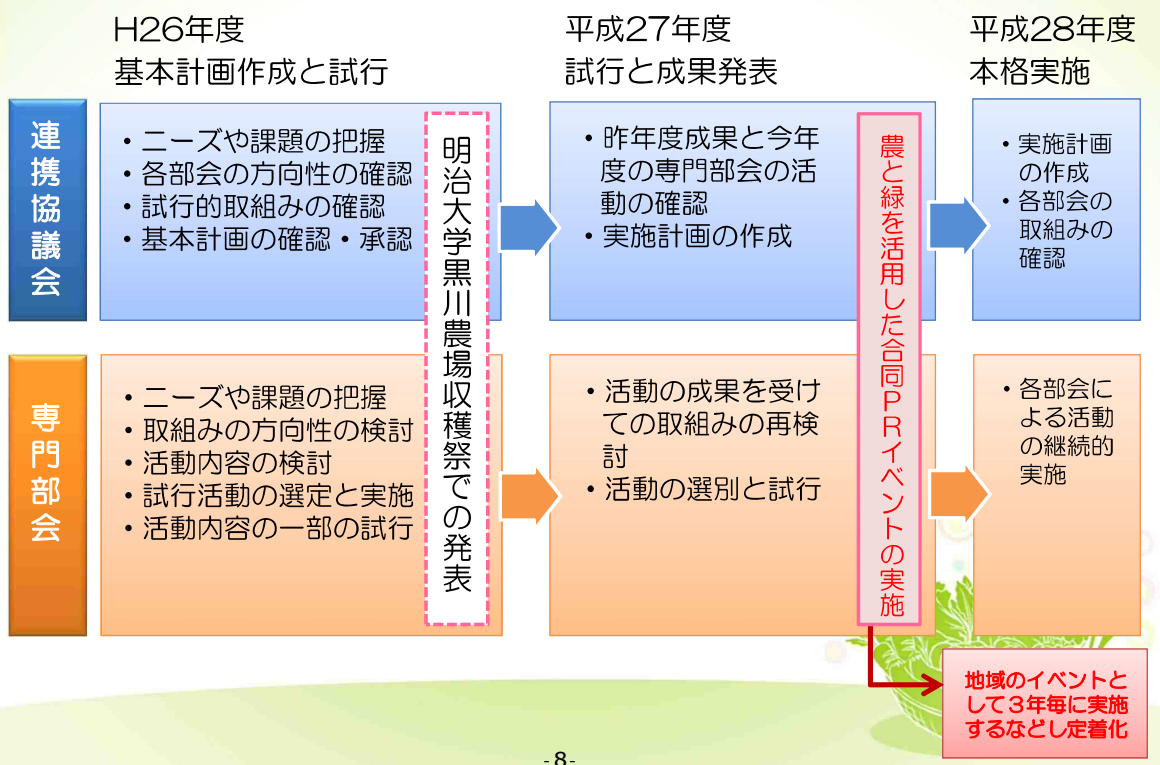 H26年度
基本計画作成と試行
平成27年度
試行と成果発表
平成28年度
本格実施
連携協議会
・ニーズや課題の把握
・各部会の方向性の確認
・試行的取組みの確認
・基本計画の確認・承認
明治大学黒川農場収穫祭での発表
・昨年度成果と今年
度の専門部会の活
動の確認
・実施計画の作成
農と緑を活用した合同PRイベントの実施
・実施計画
の作成
・各部会の
取組みの
確認
専門部会
・ニーズや課題の把握
・取組みの方向性の検討
・活動内容の検討
・試行活動の選定と実施
・活動内容の一部の試行
・活動の成果を受け
ての取組みの再検
討
・活動の選別と試行
・各部会に
よる活動
の継続的
実施
地域のイベントと
して3年毎に実施
するなどし定着化
-8-